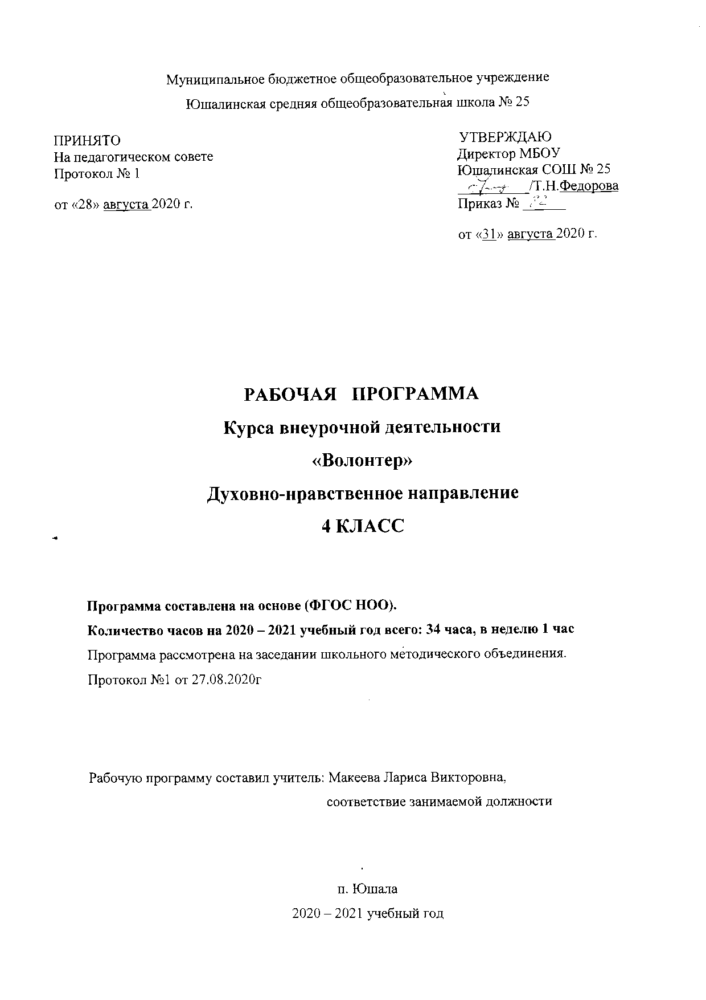 Муниципальное бюджетное общеобразовательное учреждение
Юшалинская средняя общеобразовательная школа № 25
ПРИНЯТО
На педагогическом совете
Протокол № 1
от «28» августа 2020 г.
УТВЕРЖДАЮ
Директор МБОУ
Юшалинская СОШ № 25
/Т.Н.Федорова
Приказ №
от «31» августа 2020 г.
РАБОЧАЯ ПРОГРАММА
Курса внеурочной деятельности
«Волонтер»
Духовно-нравственное направление
4 КЛАСС
Программа составлена на основе (ФГОС НОО).
Количество часов на 2020 – 2021 учебный год всего: 34 часа, в неделю 1 час
Программа рассмотрена на заседании школьного методического объединения.
Протокол №1 от 27.08.2020г
Рабочую программу составил учитель: Макеева Лариса Викторовна,
соответствие занимаемой должности
п. Юшала
2020 – 2021 учебный год